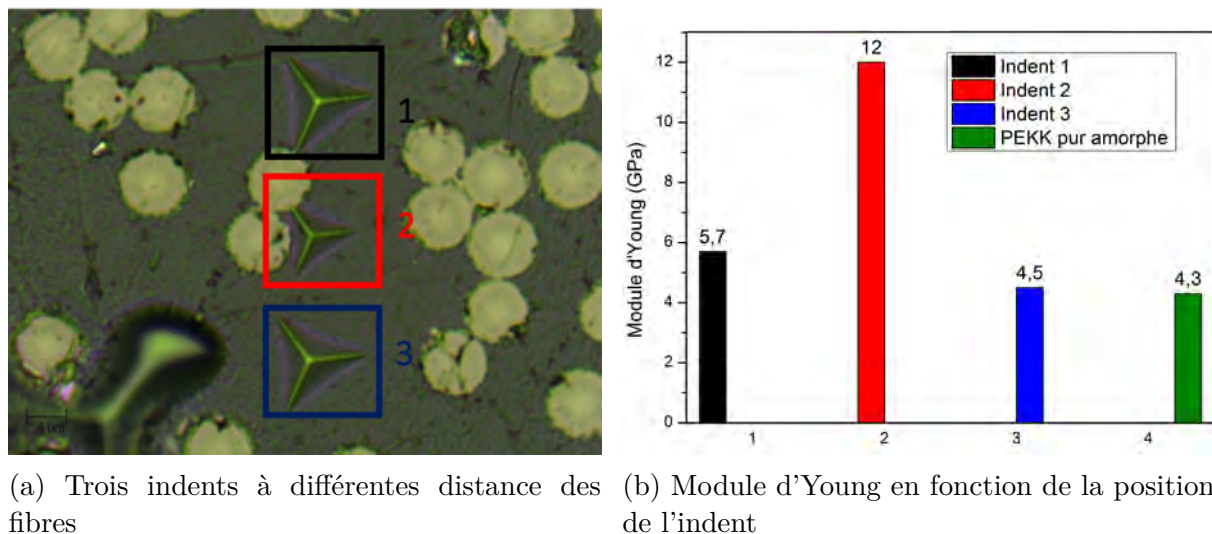 1
2
3
4 µm
(a) Trois indents à différentes distance des
fibres
Module d'Young (GPa)
12
10
8
6
4
2
0
5,7
12
4,5
4,3
Indent 1
Indent 2
Indent 3
PEKK pur amorphe
1
2
3
4
(b) Module d'Young en fonction de la position
de l'indent